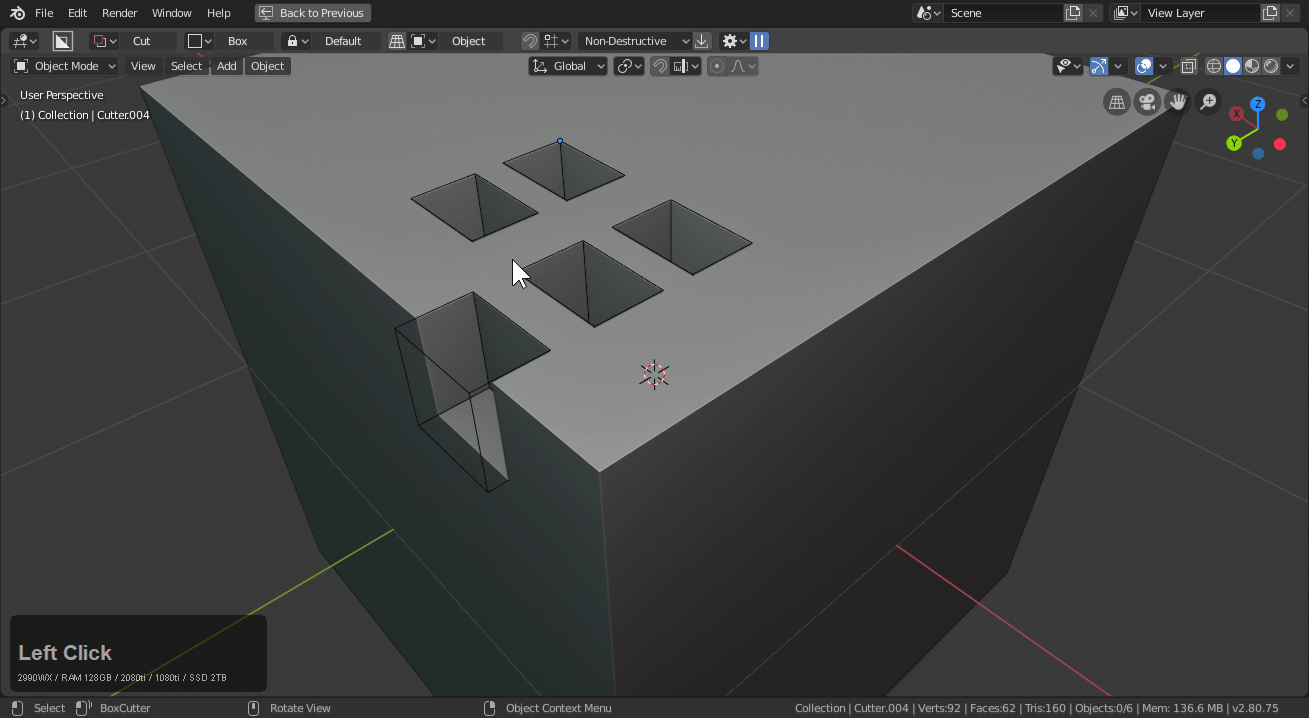 File Edit Render Window Help Back to Previous Scene View Layer
Cut Box Default Object Non-Destructive
Object Mode View Select Add Object Global
User Perspective
(1) Collection | Cutter.004
Z
X
Y
Left Click
2990WX / RAM 128GB / 2080ti / 1080ti / SSD 2TB
Select BoxCutter Rotate View Object Context Menu Collection | Cutter.004 | Verts:92 | Faces:62 | Tris:160 | Objects:0/6 | Mem: 136.6 MB | v2.80.75